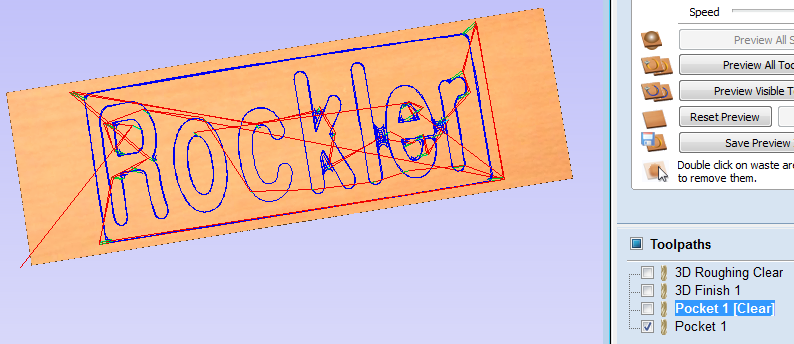 Rockler
Speed
Preview All
Preview All Too
Preview Visible T
Reset Preview
Save Preview
Double click on waste are
to remove them.
Toolpaths
3D Roughing Clear
3D Finish 1
Pocket 1 [Clear]
Pocket 1